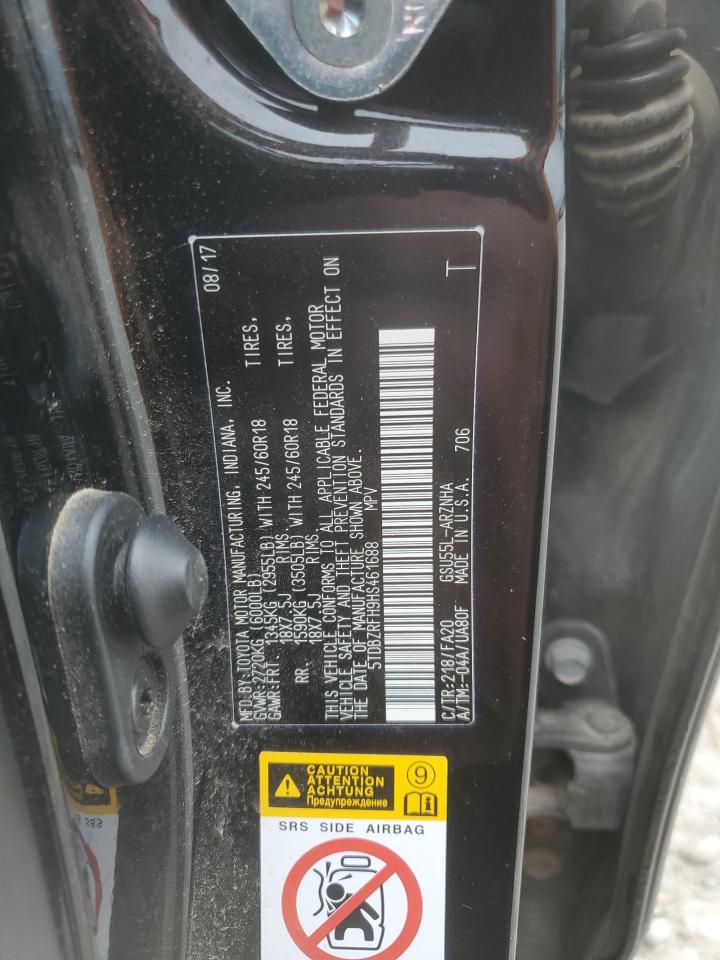 MFD.BY:TOYOTA MOTOR MANUFACTURING, INDIANA, INC. 08/17
GVWR:2720KG (6000LB)
GAWR:FRT. 1345KG (2955LB) WITH 245/60R18 TIRES,
18X7.5J RIMS
RR. 1590KG (3505LB) WITH 245/60R18 TIRES,
18X7.5J RIMS
THIS VEHICLE CONFORMS TO ALL APPLICABLE FEDERAL MOTOR
VEHICLE SAFETY AND THEFT PREVENTION STANDARDS IN EFFECT ON
THE DATE OF MANUFACTURE SHOWN ABOVE.
5TDBZRFH9HS461688 MPV
C/TR:218/FA20 GSU55L-ARZNHA T
A/TM:-04A/UA80F MADE IN U.S.A. 706
CAUTION
ATTENTION
ACHTUNG
Предупреждение
9
SRS SIDE AIRBAG